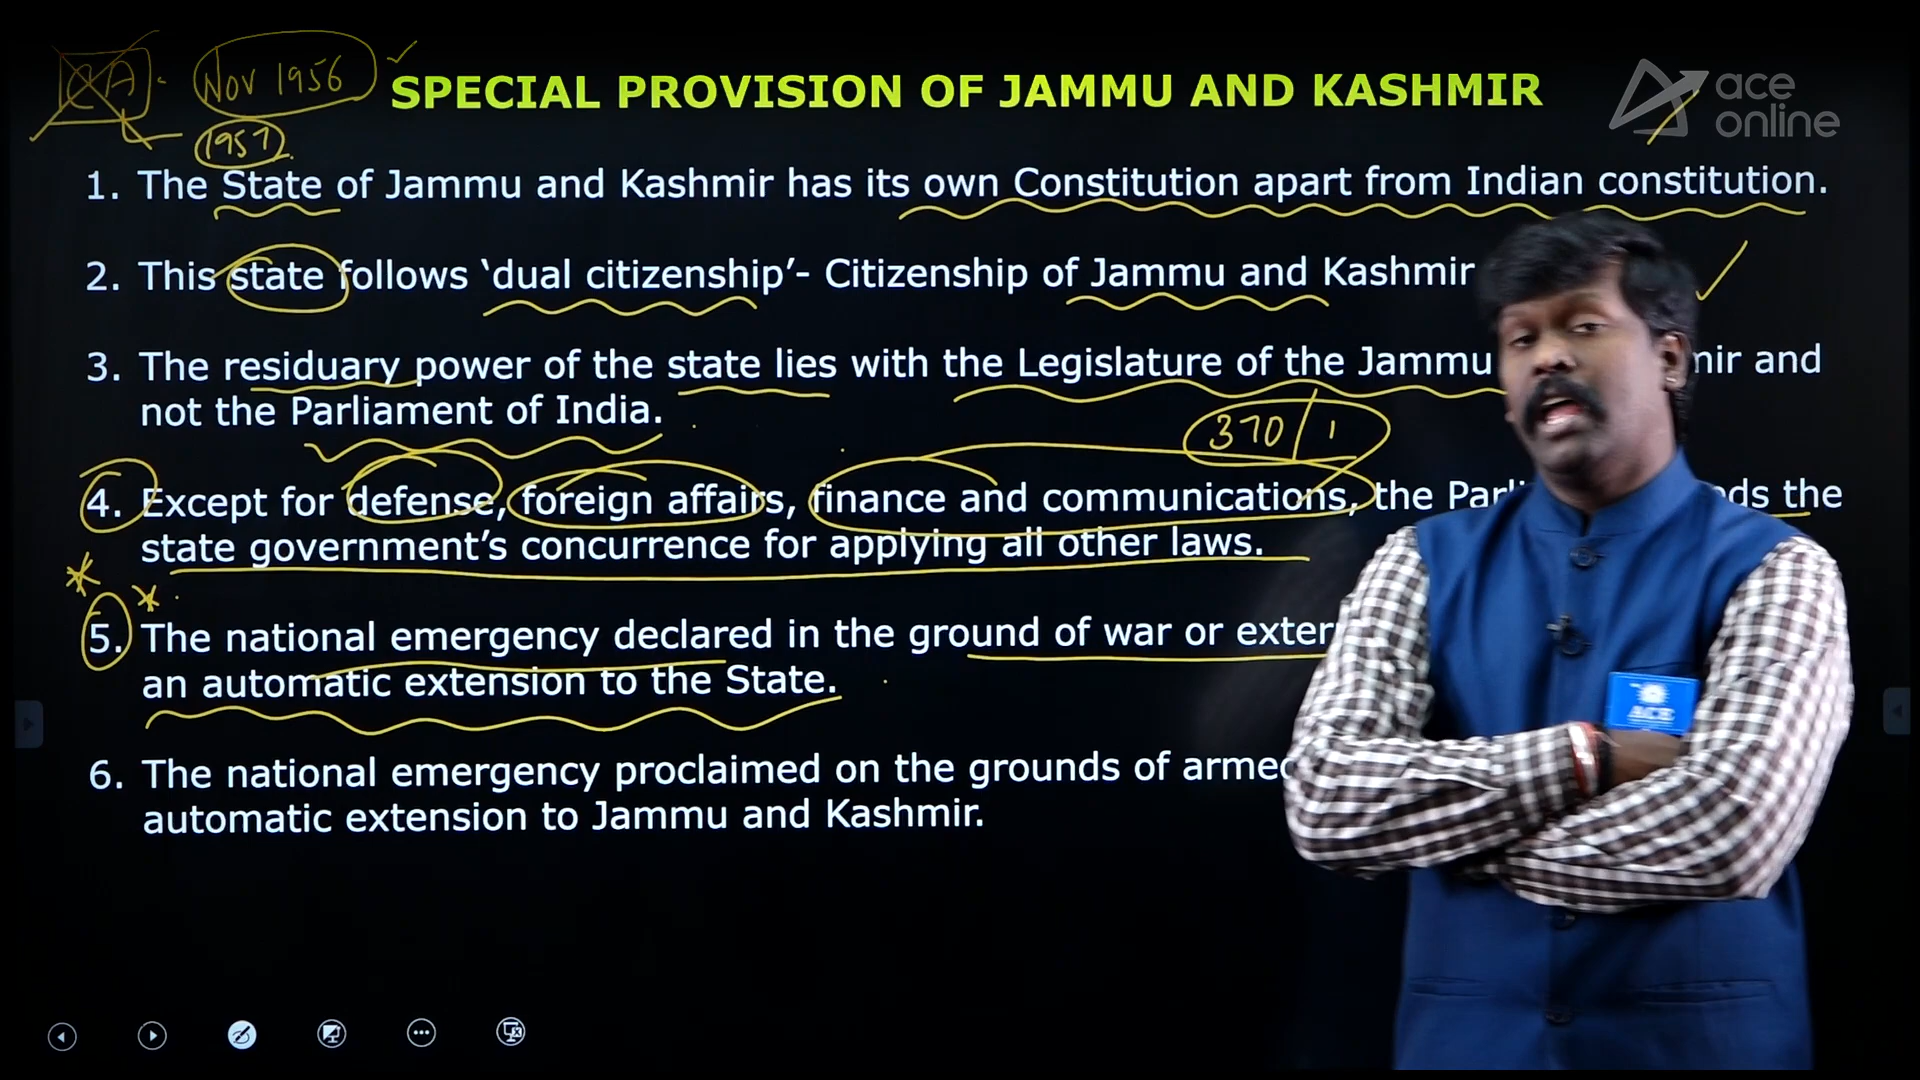 CA - Nov 1956
SPECIAL PROVISION OF JAMMU AND KASHMIR
ace
online
1957
1. The State of Jammu and Kashmir has its own Constitution apart from Indian constitution.
2. This state follows ‘dual citizenship’- Citizenship of Jammu and Kashmir
3. The residuary power of the state lies with the Legislature of the Jammu and
not the Parliament of India.
370/1
4. Except for defense, foreign affairs, finance and communications, the the
state government’s concurrence for applying all other laws.
5. The national emergency declared in the ground of war or
an automatic extension to the State.
ACE
6. The national emergency proclaimed on the grounds of
automatic extension to Jammu and Kashmir.